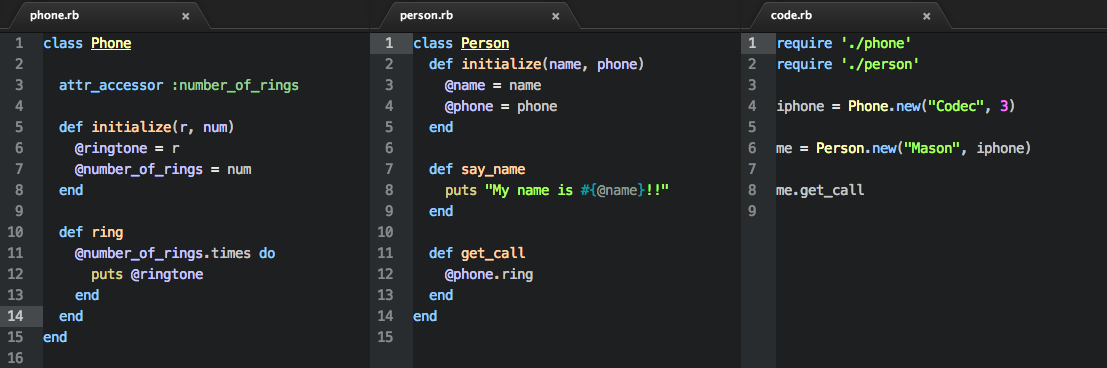 phone.rb ×
1 class Phone
2
3   attr_accessor :number_of_rings
4
5   def initialize(r, num)
6     @ringtone = r
7     @number_of_rings = num
8   end
9
10   def ring
11     @number_of_rings.times do
12       puts @ringtone
13     end
14   end
15 end
16
person.rb ×
1 class Person
2   def initialize(name, phone)
3     @name = name
4     @phone = phone
5   end
6
7   def say_name
8     puts "My name is #{@name}!!"
9   end
10
11   def get_call
12     @phone.ring
13   end
14 end
15
code.rb ×
1 require './phone'
2 require './person'
3
4 iphone = Phone.new("Codec", 3)
5
6 me = Person.new("Mason", iphone)
7
8 me.get_call
9